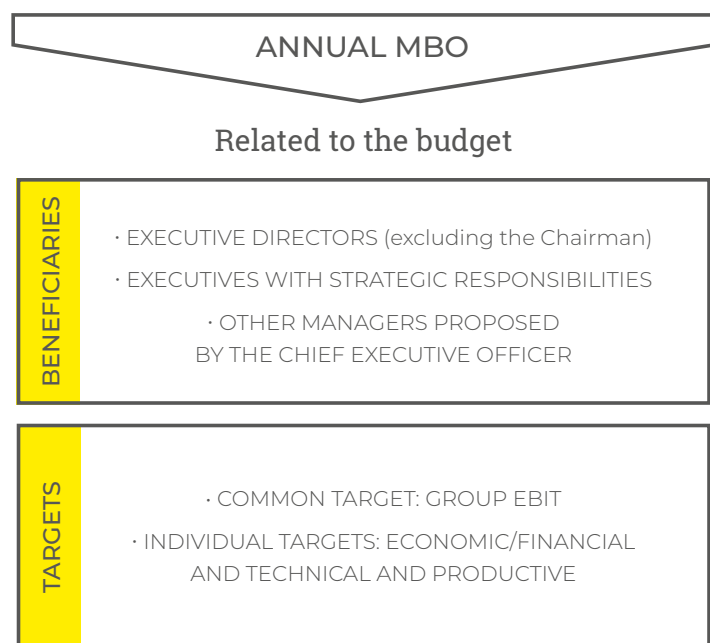 ANNUAL MBO
Related to the budget
BENEFICIARIES
· EXECUTIVE DIRECTORS (excluding the Chairman)
· EXECUTIVES WITH STRATEGIC RESPONSIBILITIES
· OTHER MANAGERS PROPOSED
BY THE CHIEF EXECUTIVE OFFICER
TARGETS
· COMMON TARGET: GROUP EBIT
· INDIVIDUAL TARGETS: ECONOMIC/FINANCIAL
AND TECHNICAL AND PRODUCTIVE